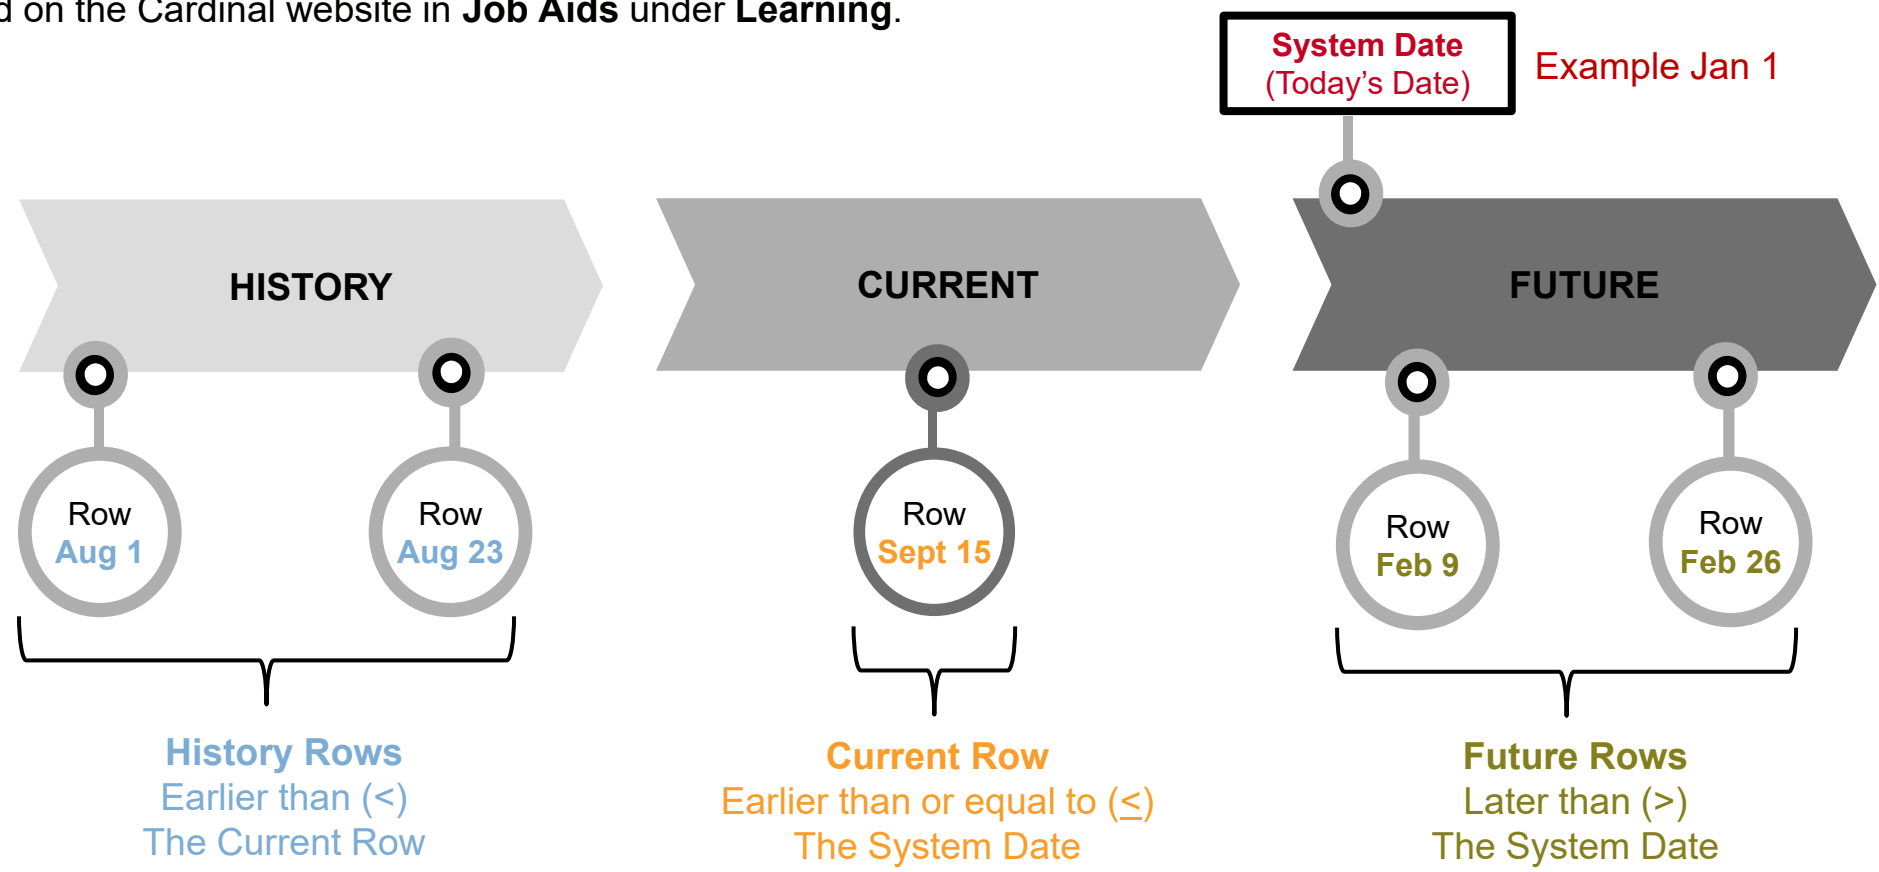 on the Cardinal website in Job Aids under Learning.
System Date
(Today's Date)
Example Jan 1
HISTORY
CURRENT
FUTURE
Row
Aug 1
Row
Aug 23
Row
Sept 15
Row
Feb 9
Row
Feb 26
History Rows
Earlier than (<)
The Current Row
Current Row
Earlier than or equal to (≤)
The System Date
Future Rows
Later than (>)
The System Date